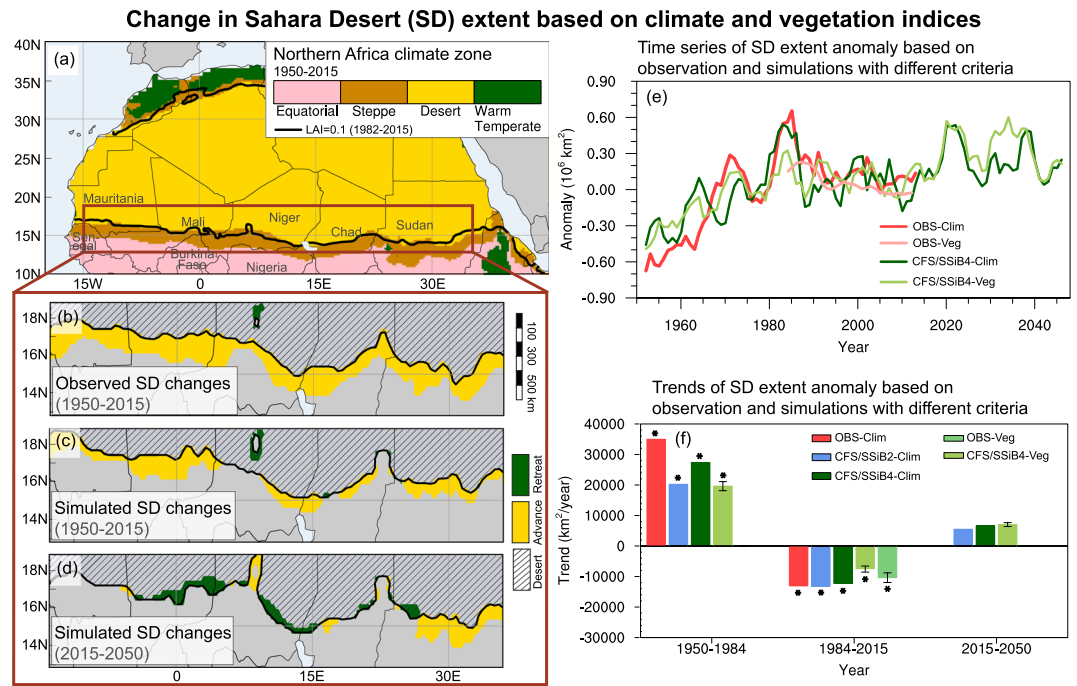 Change in Sahara Desert (SD) extent based on climate and vegetation indices
(a)
Northern Africa climate zone
1950-2015
Equatorial Steppe Desert Warm Temperate
LAI=0.1 (1982-2015)
40N
35N
30N
25N
20N
15N
10N
Mauritania
Mali
Niger
Chad
Sudan
Sen-
egal
Burkina
Faso
Nigeria
15W 0 15E 30E
(b)
18N
16N
14N
Observed SD changes
(1950-2015)
100 300 500 km
(c)
18N
16N
14N
Simulated SD changes
(1950-2015)
Retreat
Advance
Desert
(d)
18N
16N
14N
Simulated SD changes
(2015-2050)
0 15E 30E
Time series of SD extent anomaly based on
observation and simulations with different criteria
(e)
Anomaly (10⁶ km²)
0.90
0.60
0.30
0.00
-0.30
-0.60
-0.90
OBS-Clim
OBS-Veg
CFS/SSiB4-Clim
CFS/SSiB4-Veg
1960 1980 2000 2020 2040
Year
Trends of SD extent anomaly based on
observation and simulations with different criteria
(f)
Trend (km²/year)
40000
30000
20000
10000
0
-10000
-20000
-30000
OBS-Clim
CFS/SSiB2-Clim
CFS/SSiB4-Clim
OBS-Veg
CFS/SSiB4-Veg
* * * *
* * * * *
1950-1984 1984-2015 2015-2050
Year